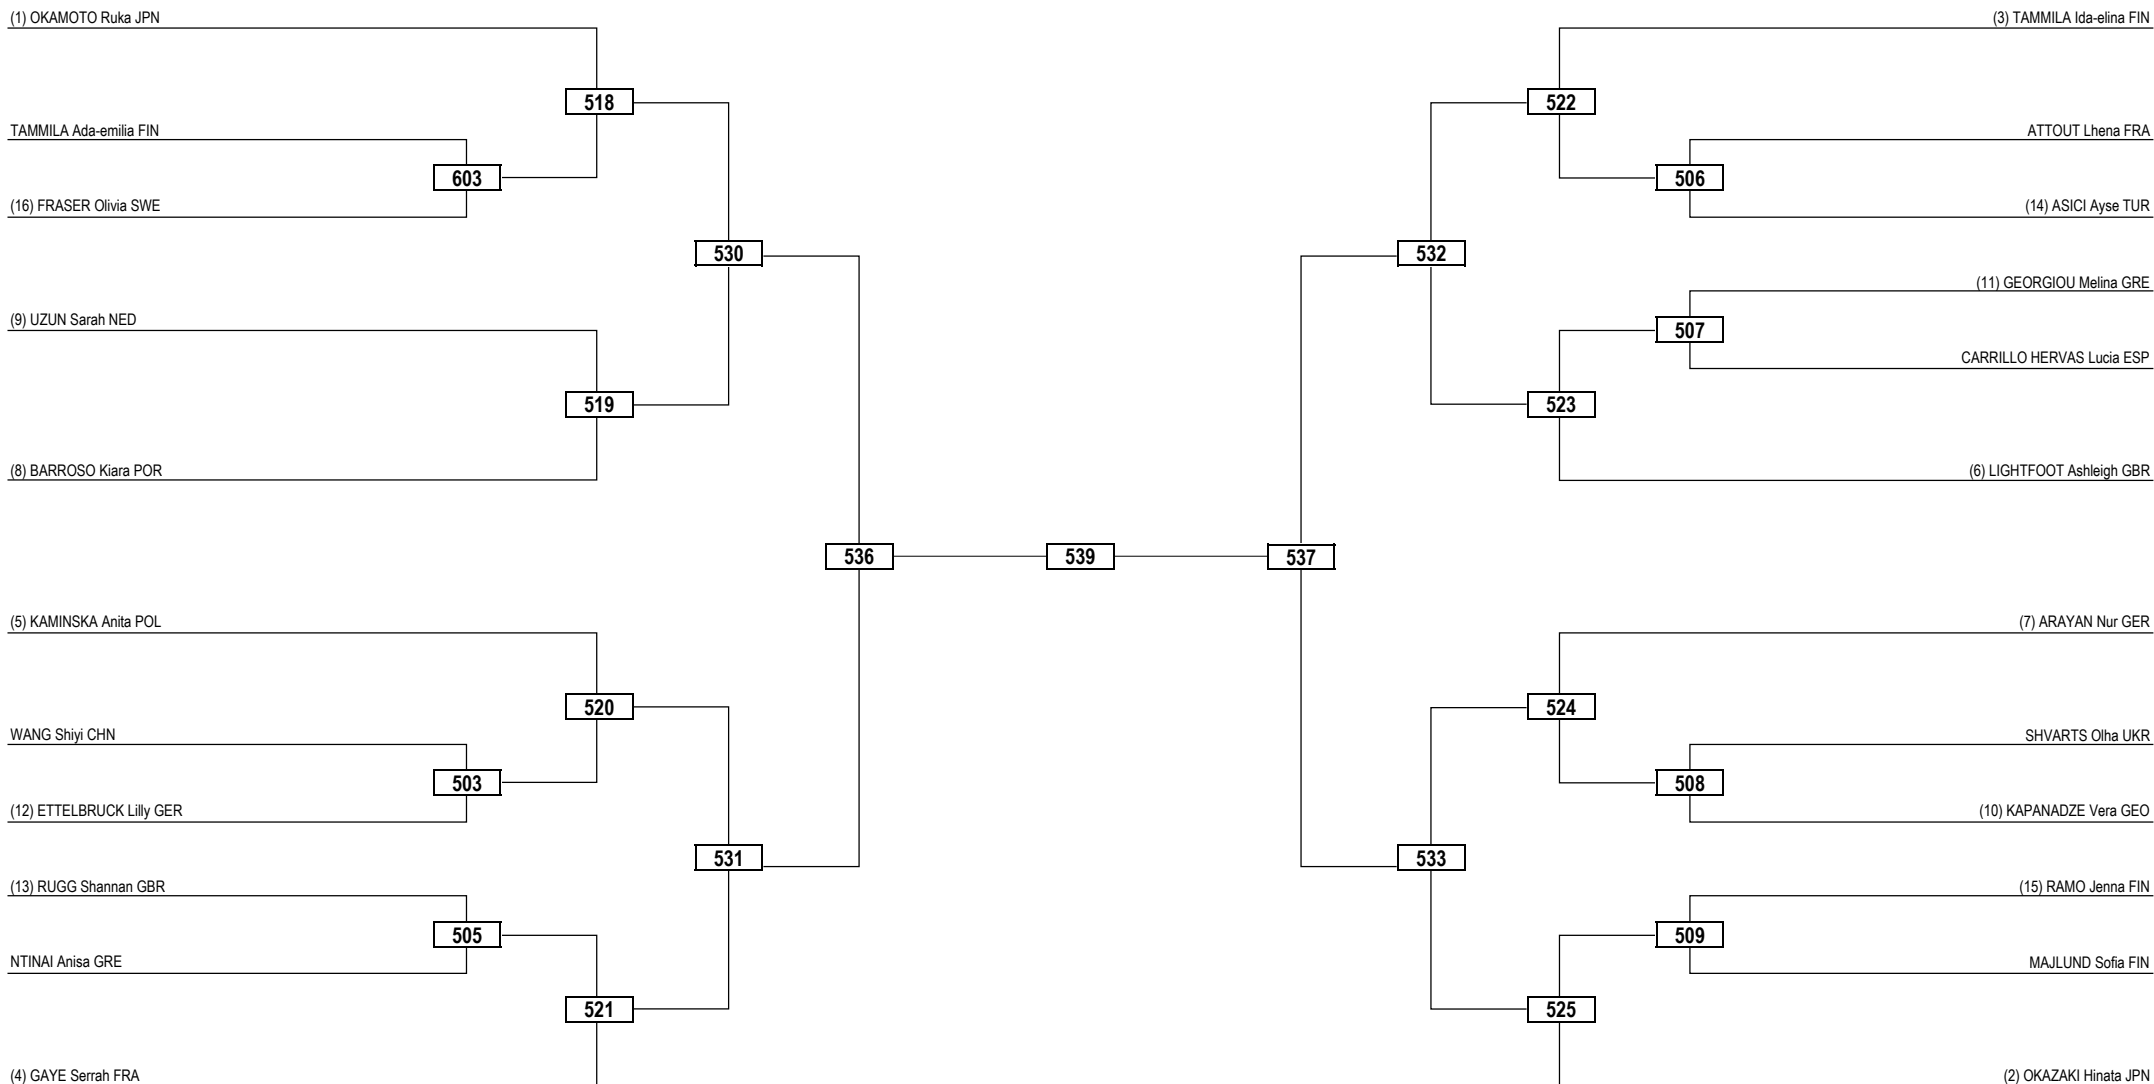 (1) OKAMOTO Ruka JPN
(3) TAMMILA Ida-elina FIN
518
522
TAMMILA Ada-emilia FIN
ATTOUT Lhena FRA
603
506
(16) FRASER Olivia SWE
(14) ASICI Ayse TUR
530
532
(11) GEORGIOU Melina GRE
(9) UZUN Sarah NED
507
CARRILLO HERVAS Lucia ESP
519
523
(8) BARROSO Kiara POR
(6) LIGHTFOOT Ashleigh GBR
536
539
537
(5) KAMINSKA Anita POL
(7) ARAYAN Nur GER
520
524
WANG Shiyi CHN
SHVARTS Olha UKR
503
508
(12) ETTELBRUCK Lilly GER
(10) KAPANADZE Vera GEO
531
533
(13) RUGG Shannan GBR
(15) RAMO Jenna FIN
505
509
NTINAI Anisa GRE
MAJLUND Sofia FIN
521
525
(4) GAYE Serrah FRA
(2) OKAZAKI Hinata JPN